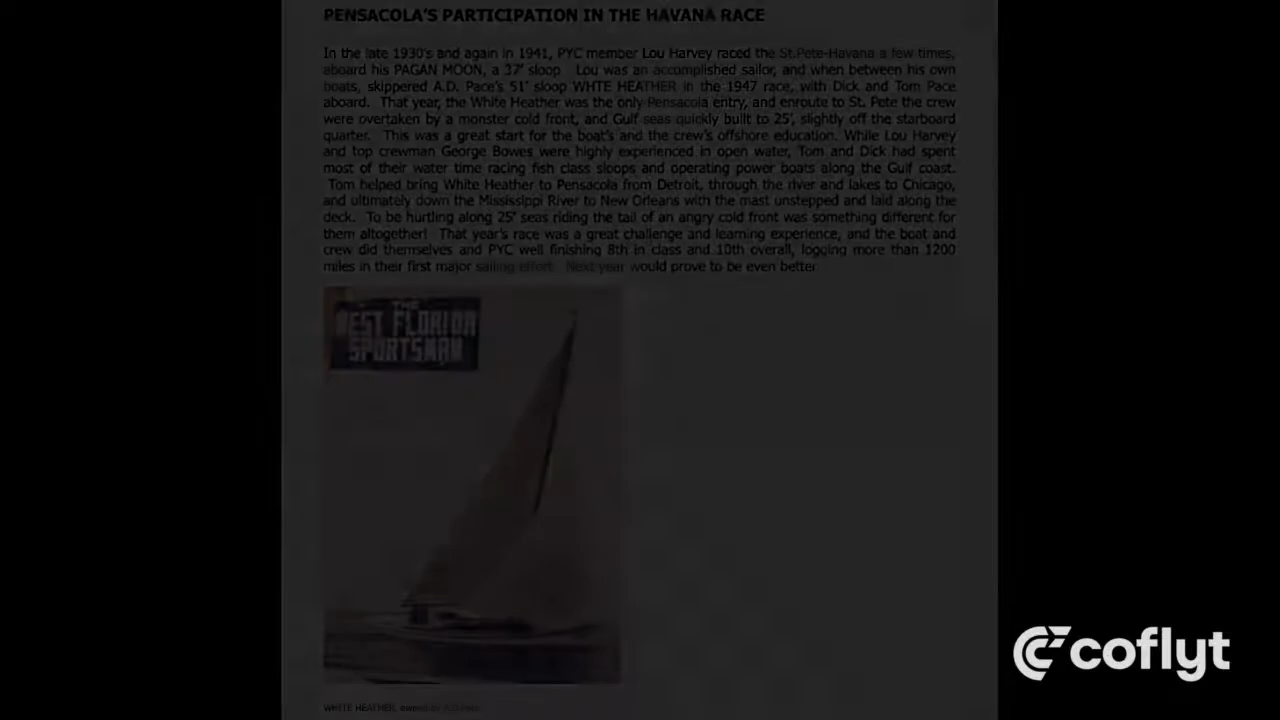 PENSACOLA'S PARTICIPATION IN THE HAVANA RACE
In the late 1930's and again in 1941, PYC member Lou Harvey raced the St.Pete-Havana a few times,
aboard his PAGAN MOON, a 37' sloop. Lou was an accomplished sailor, and when between his own
boats, skippered A.D. Pace's 51' sloop WHTE HEATHER in the 1947 race, with Dick and Tom Pace
aboard. That year, the White Heather was the only Pensacola entry, and enroute to St. Pete the crew
were overtaken by a monster cold front, and Gulf seas quickly built to 25', slightly off the starboard
quarter. This was a great start for the boat's and the crew's offshore education. While Lou Harvey
and top crewman George Bowes were highly experienced in open water, Tom and Dick had spent
most of their water time racing fish class sloops and operating power boats along the Gulf coast.
Tom helped bring White Heather to Pensacola from Detroit, through the river and lakes to Chicago,
and ultimately down the Mississippi River to New Orleans with the mast unstepped and laid along the
deck. To be hurtling along 25' seas riding the tail of an angry cold front was something different for
them altogether! That year's race was a great challenge and learning experience, and the boat and
crew did themselves and PYC well finishing 8th in class and 10th overall, logging more than 1200
miles in their first major sailing effort. Next year would prove to be even better.
THE
WEST FLORIDA
SPORTSMAN
coflyt
WHITE HEATHER, owned by A.D. Pace